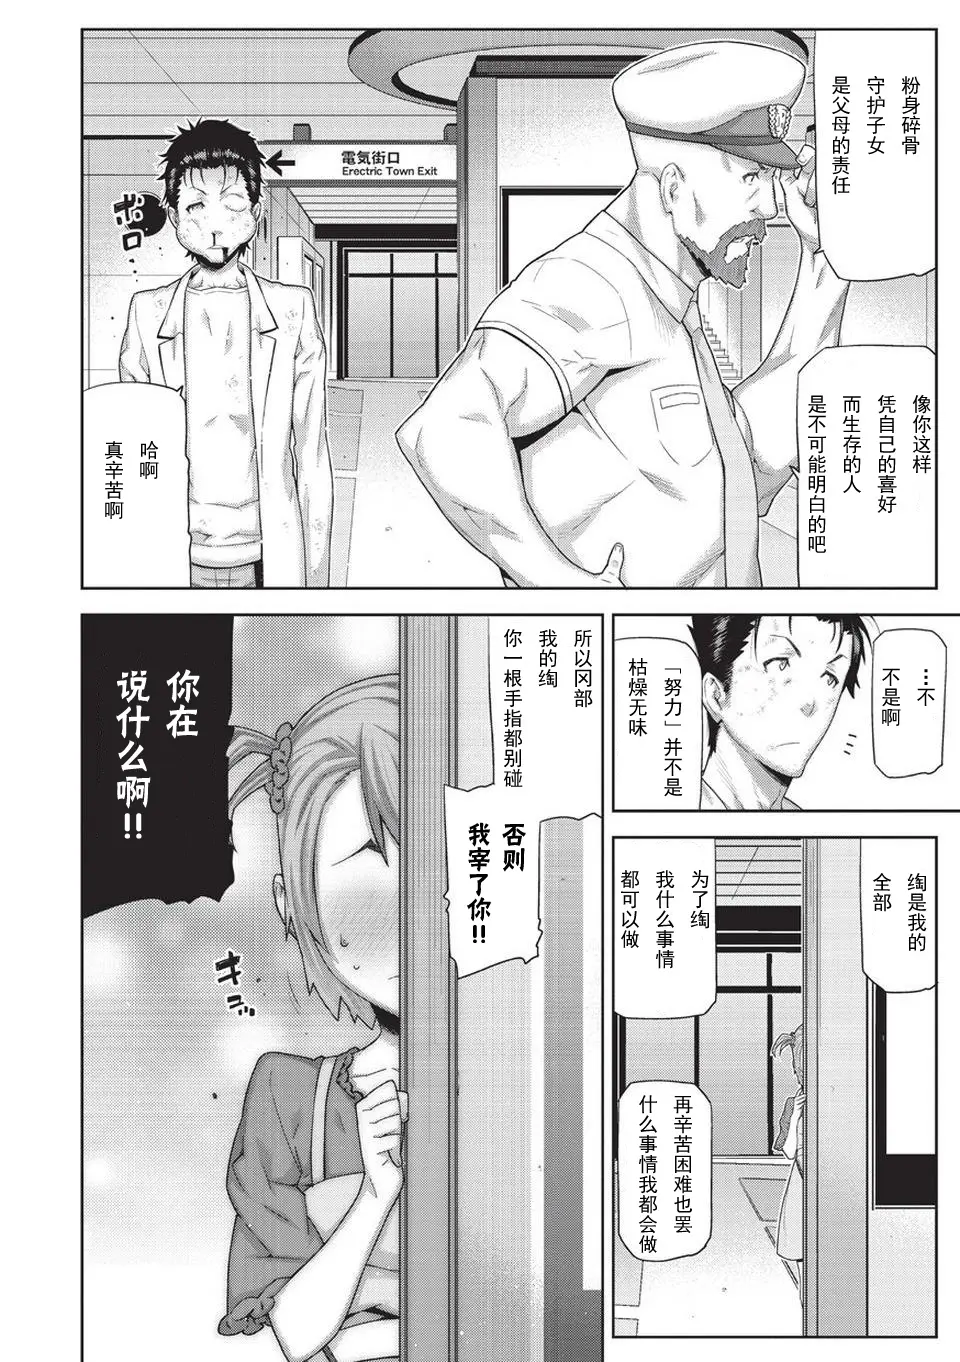 粉身碎骨
守护子女
是父母的责任
像你这样
凭自己的喜好
而生存的人
是不可能明白的吧
電気街口
Erectric Town Exit
ボロ
哈啊
真辛苦啊
…不
不是啊
「努力」并不是
枯燥无味
绹是我的
全部
为了绹
我什么事情
都可以做
再辛苦困难也罢
什么事情我都会做
所以冈部
我的绹
你一根手指都别碰
否则
我宰了你!!
你在
说什么啊!!